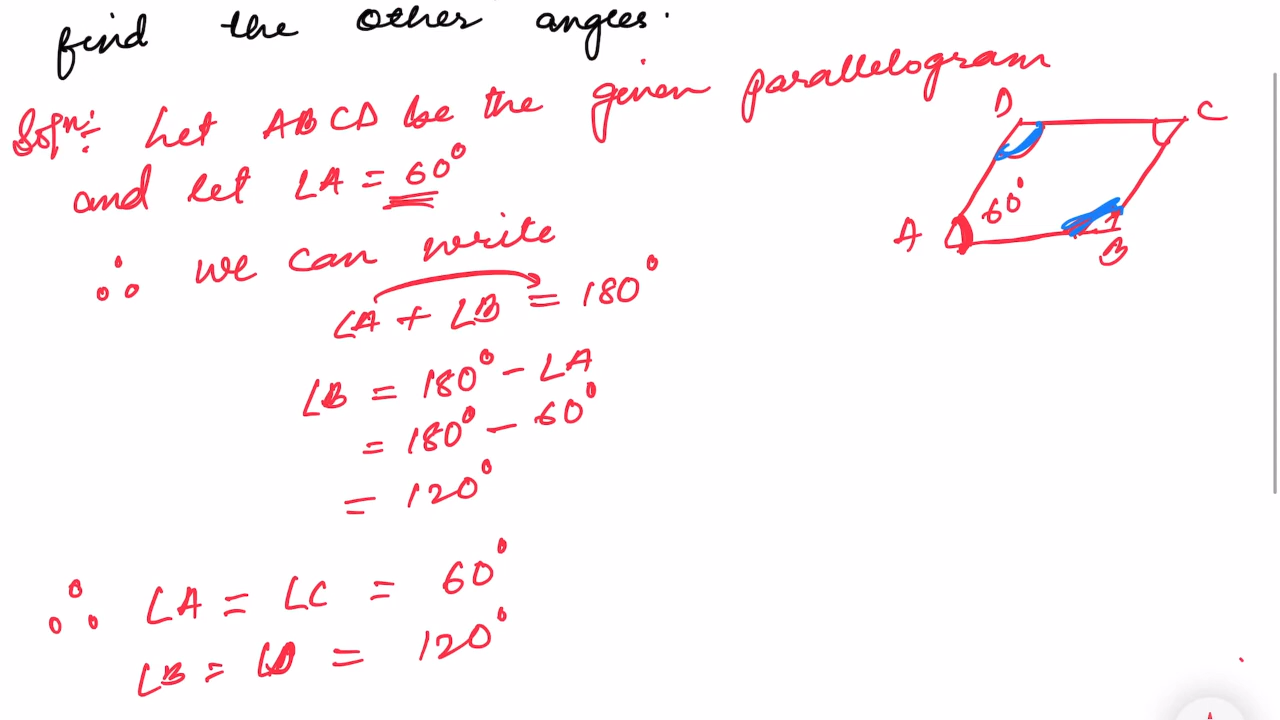 find the other angles.
Solⁿ:- Let ABCD be the given parallelogram
and let ∠A = 60°
∴ we can write
∠A + ∠B = 180°
∠B = 180° - ∠A
= 180° - 60°
= 120°
∴ ∠A = ∠C = 60°
∠B = ∠D = 120°
D
C
60°
A
B